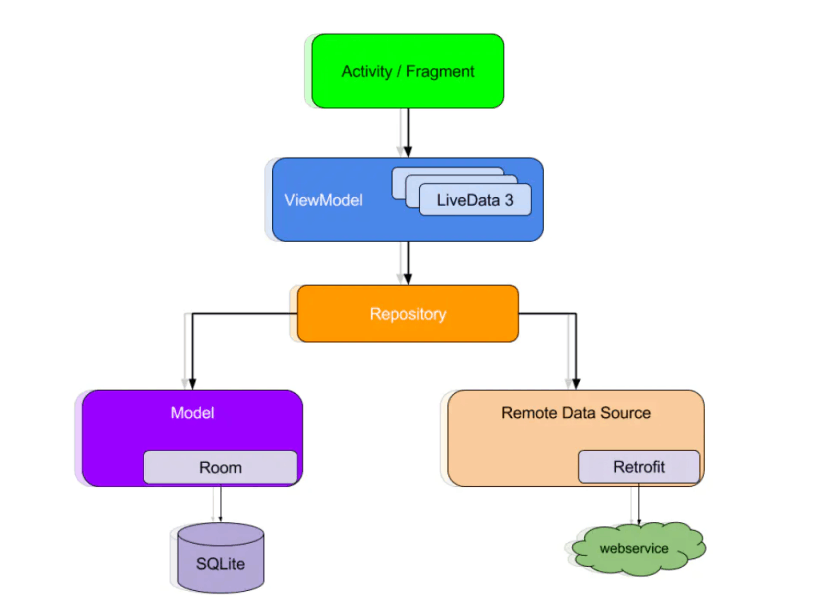 Activity / Fragment
ViewModel
LiveData 3
Repository
Model
Room
Remote Data Source
Retrofit
SQLite
webservice